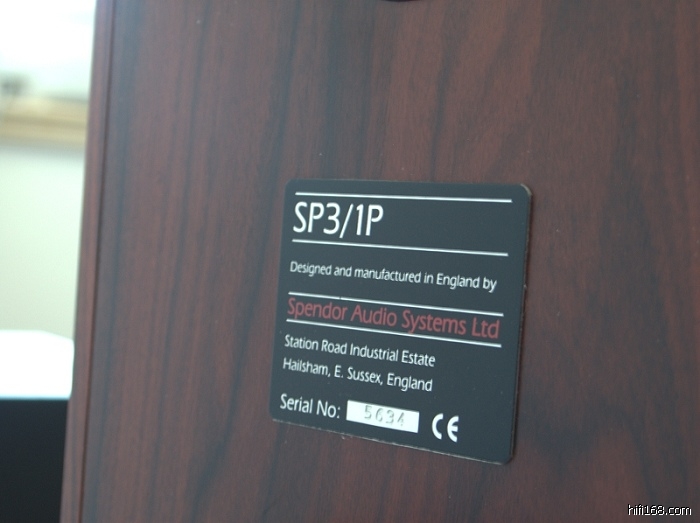 SP3/1P
Designed and manufactured in England by
Spendor Audio Systems Ltd
Station Road Industrial Estate
Hailsham, E. Sussex, England
Serial No: 5634 CE
hifi168.com